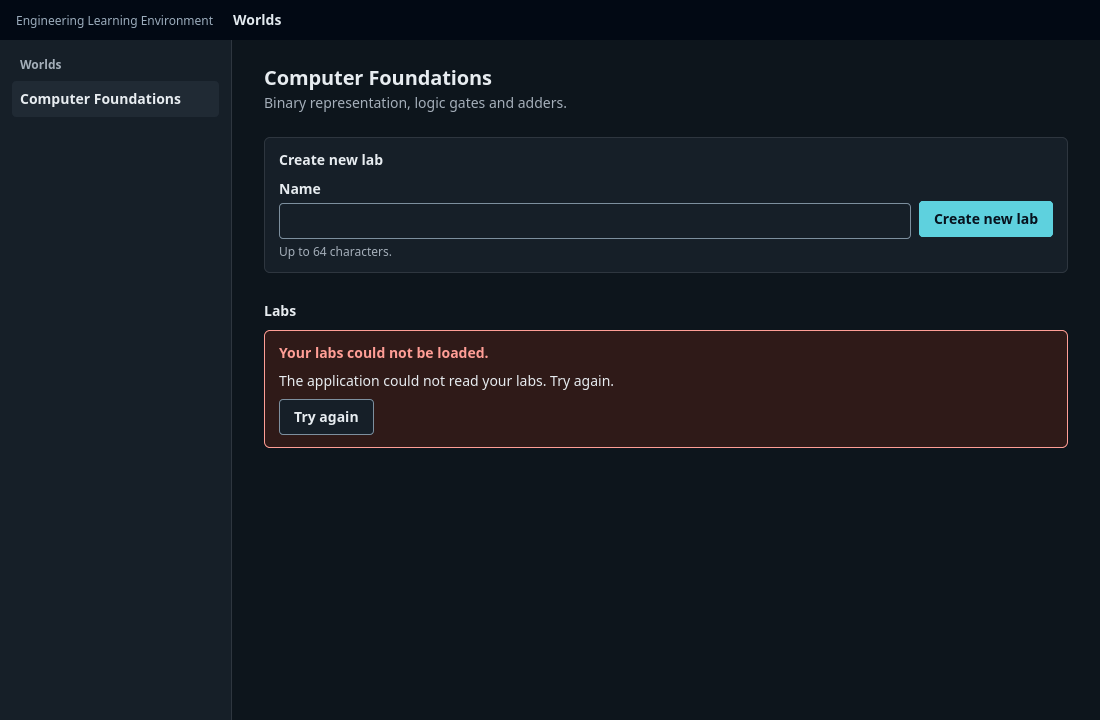 Engineering Learning Environment
Worlds
Worlds
Computer Foundations
Computer Foundations
Binary representation, logic gates and adders.
Create new lab
Name
Create new lab
Up to 64 characters.
Labs
Your labs could not be loaded.
The application could not read your labs. Try again.
Try again